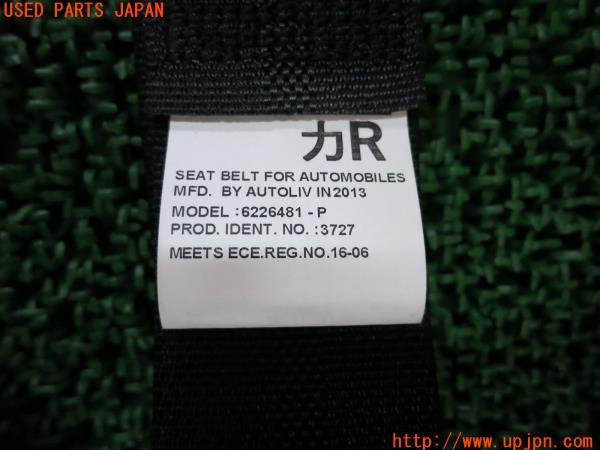 USED PARTS JAPAN
カR
SEAT BELT FOR AUTOMOBILES
MFD. BY AUTOLIV IN2013
MODEL :6226481 - P
PROD. IDENT. NO. :3727
MEETS ECE.REG.NO.16-06
http://www.upjpn.com/